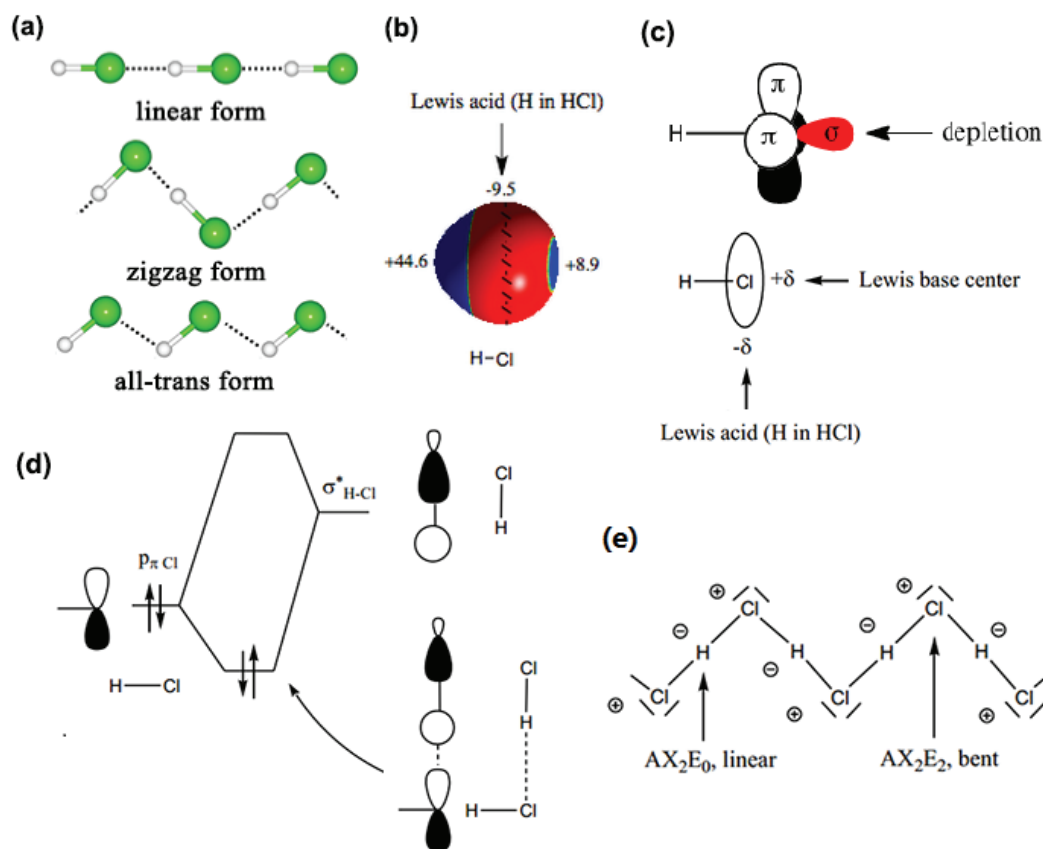 (a)
linear form
zigzag form
all-trans form
(b)
Lewis acid (H in HCl)
-9.5
+44.6
+8.9
H-Cl
(c)
π
H
π
σ
depletion
H
Cl
+δ
Lewis base center
-δ
Lewis acid (H in HCl)
(d)
σ*H-Cl
Cl
H
pπ Cl
H
Cl
Cl
H
H
Cl
(e)
⊕
Cl
⊕
Cl
⊖
H
H
⊖
⊖
H
H
⊖
⊕
Cl
⊕
Cl
⊕
Cl
AX2E0, linear
AX2E2, bent